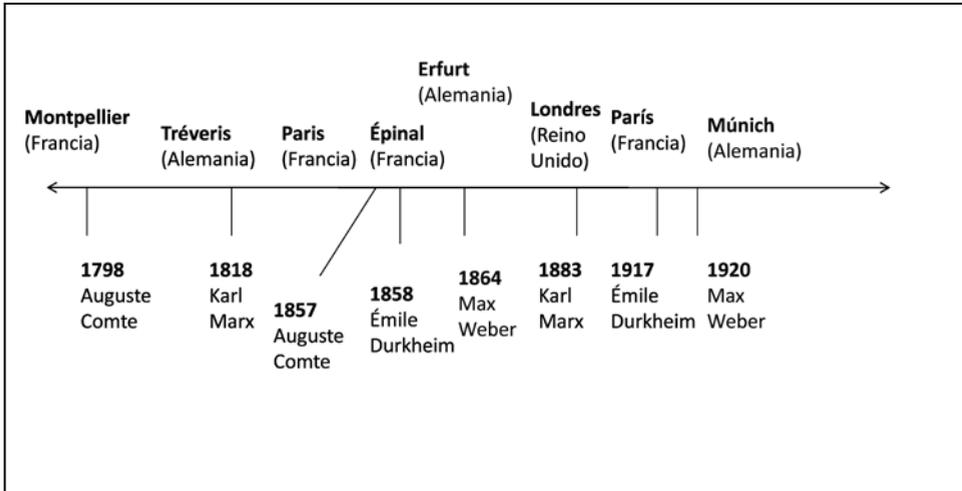 Montpellier
(Francia)
Tréveris
(Alemania)
Paris
(Francia)
Épinal
(Francia)
Erfurt
(Alemania)
Londres
(Reino
Unido)
París
(Francia)
Múnich
(Alemania)
1798
Auguste
Comte
1818
Karl
Marx
1857
Auguste
Comte
1858
Émile
Durkheim
1864
Max
Weber
1883
Karl
Marx
1917
Émile
Durkheim
1920
Max
Weber